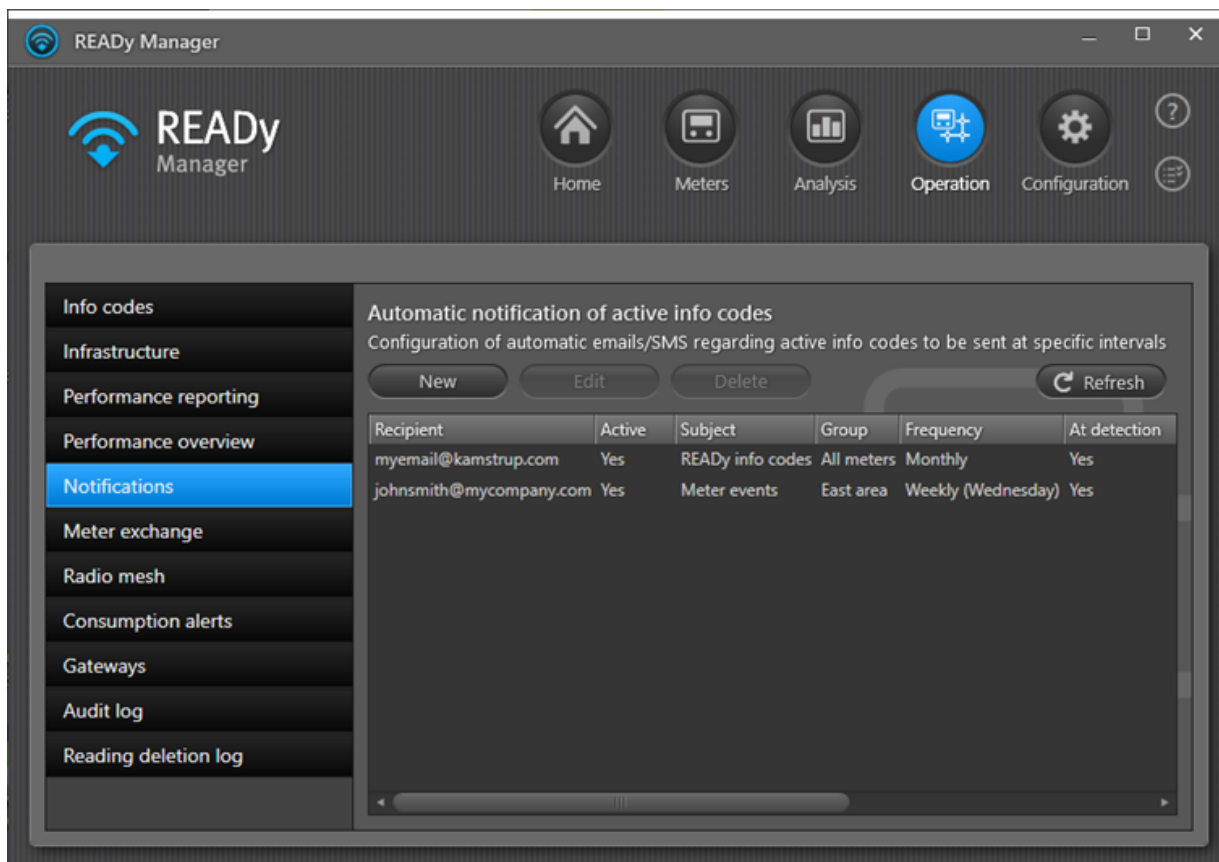 READy Manager
READy
Manager
?
Home Meters Analysis Operation Configuration
Info codes
Infrastructure
Performance reporting
Performance overview
Notifications
Meter exchange
Radio mesh
Consumption alerts
Gateways
Audit log
Reading deletion log
Automatic notification of active info codes
Configuration of automatic emails/SMS regarding active info codes to be sent at specific intervals
New Edit Delete Refresh
Recipient Active Subject Group Frequency At detection
myemail@kamstrup.com Yes READy info codes All meters Monthly Yes
johnsmith@mycompany.com Yes Meter events East area Weekly (Wednesday) Yes